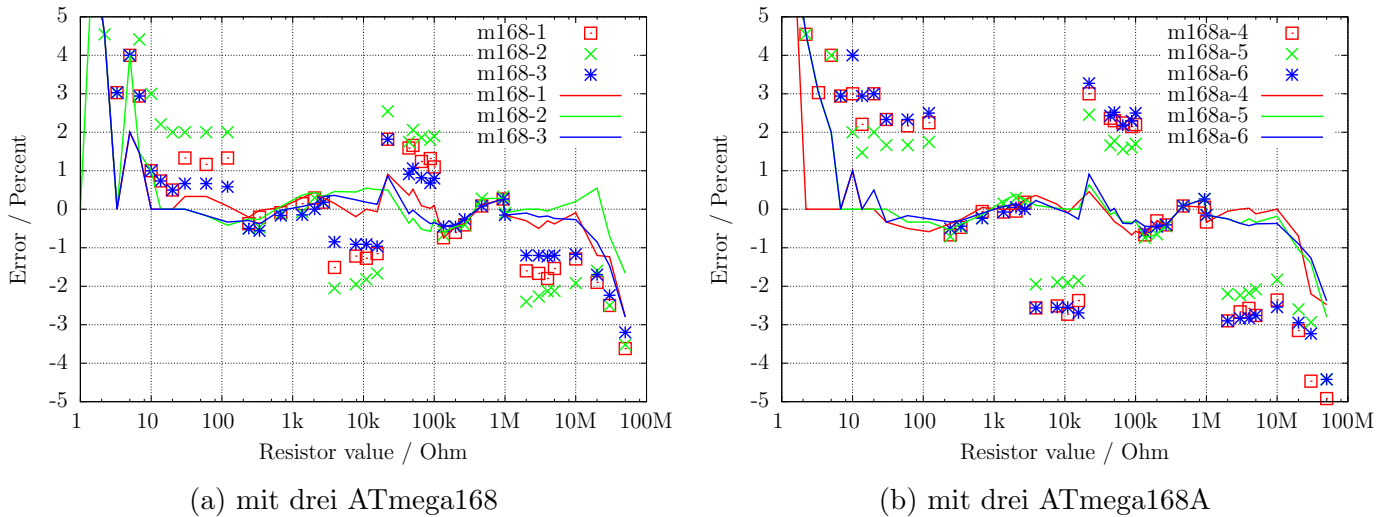 Error / Percent
5
4
3
2
1
0
-1
-2
-3
-4
-5
1
10
100
1k
10k
100k
1M
10M
100M
Resistor value / Ohm
m168-1
m168-2
m168-3
m168-1
m168-2
m168-3
(a) mit drei ATmega168
Error / Percent
5
4
3
2
1
0
-1
-2
-3
-4
-5
1
10
100
1k
10k
100k
1M
10M
100M
Resistor value / Ohm
m168a-4
m168a-5
m168a-6
m168a-4
m168a-5
m168a-6
(b) mit drei ATmega168A